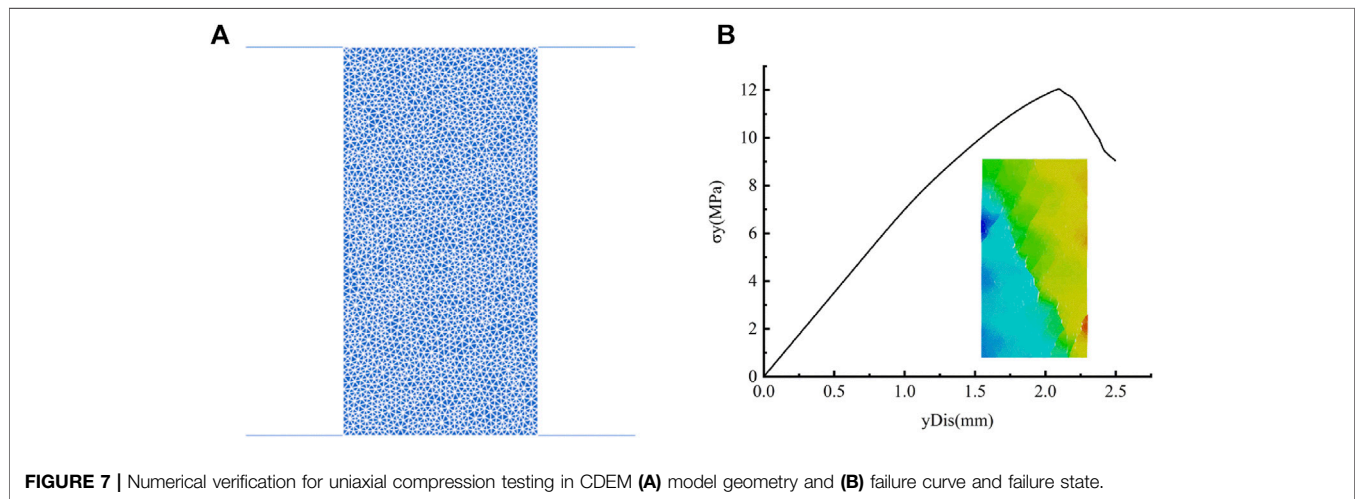 A
B
12
10
8
6
4
2
0
σy(MPa)
0.0 0.5 1.0 1.5 2.0 2.5
yDis(mm)
FIGURE 7 | Numerical verification for uniaxial compression testing in CDEM (A) model geometry and (B) failure curve and failure state.